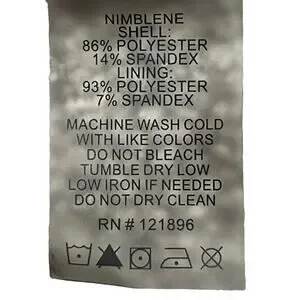 NIMBLENE
SHELL:
86% POLYESTER
14% SPANDEX
LINING:
93% POLYESTER
7% SPANDEX
MACHINE WASH COLD
WITH LIKE COLORS
DO NOT BLEACH
TUMBLE DRY LOW
LOW IRON IF NEEDED
DO NOT DRY CLEAN
RN # 121896